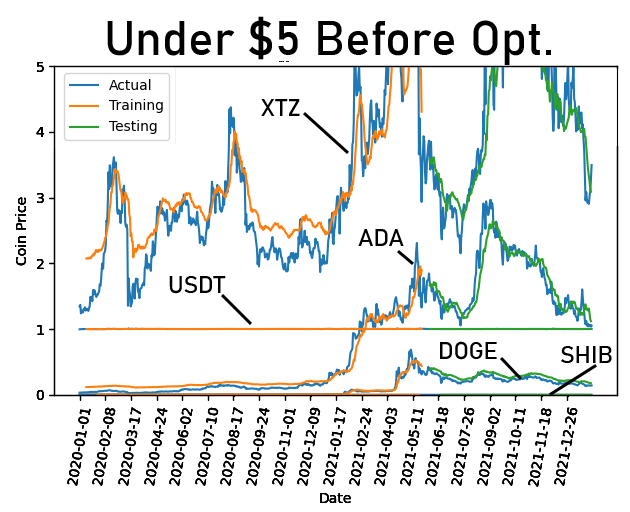 Under $5 Before Opt.
Actual
Training
Testing
XTZ
ADA
USDT
DOGE
SHIB
Coin Price
5
4
3
2
1
0
2020-01-01
2020-02-08
2020-03-17
2020-04-24
2020-06-02
2020-07-10
2020-08-17
2020-09-24
2020-11-01
2020-12-09
2021-01-17
2021-02-24
2021-04-03
2021-05-11
2021-06-18
2021-07-26
2021-09-02
2021-10-11
2021-11-18
2021-12-26
Date